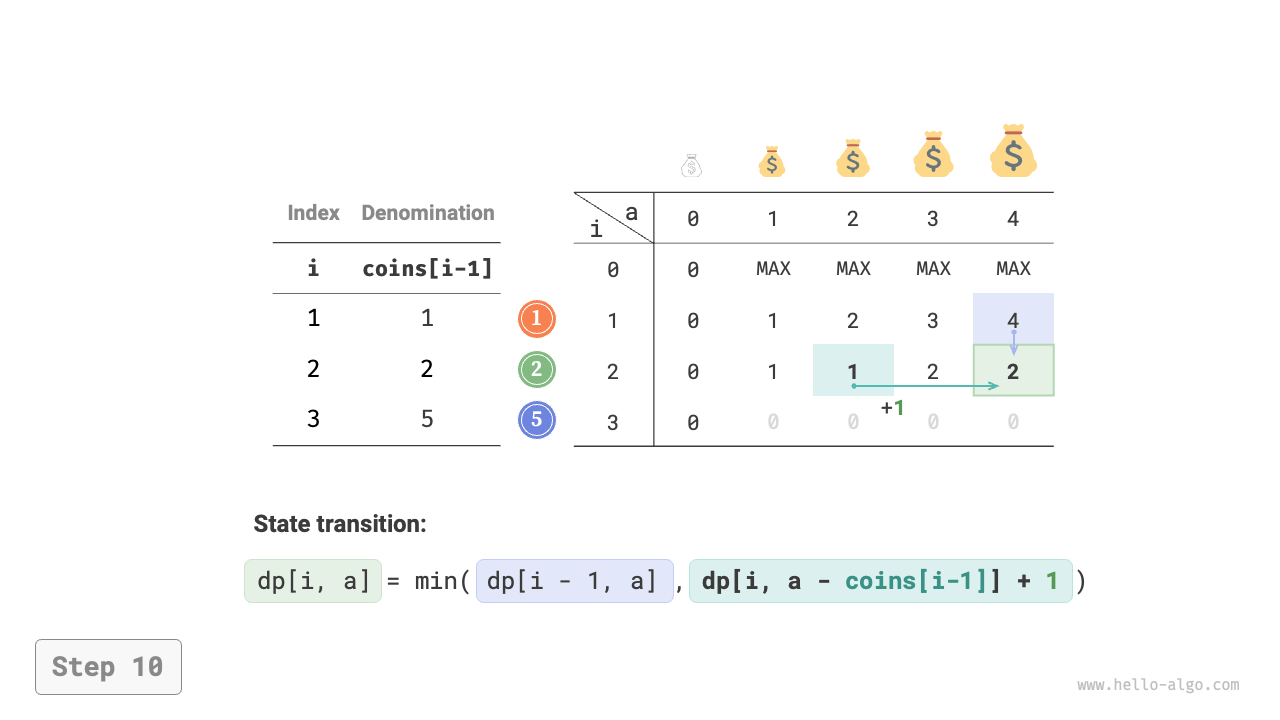 $ $ $ $ $
Index Denomination
i coins[i-1]
1 1
2 2
3 5
1
2
5
i a 0 1 2 3 4
0 0 MAX MAX MAX MAX
1 0 1 2 3 4
2 0 1 1 2 2
+1
3 0 0 0 0 0
State transition:
dp[i, a] = min( dp[i - 1, a] , dp[i, a - coins[i-1]] + 1 )
Step 10
www.hello-algo.com